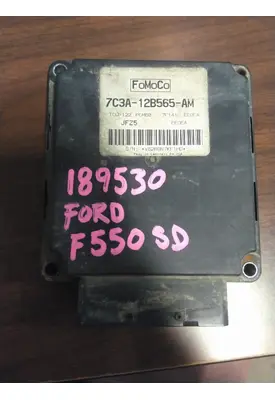 FoMoCo
7C3A-12B565-AM
JF25
189530
FORD
F550 SD